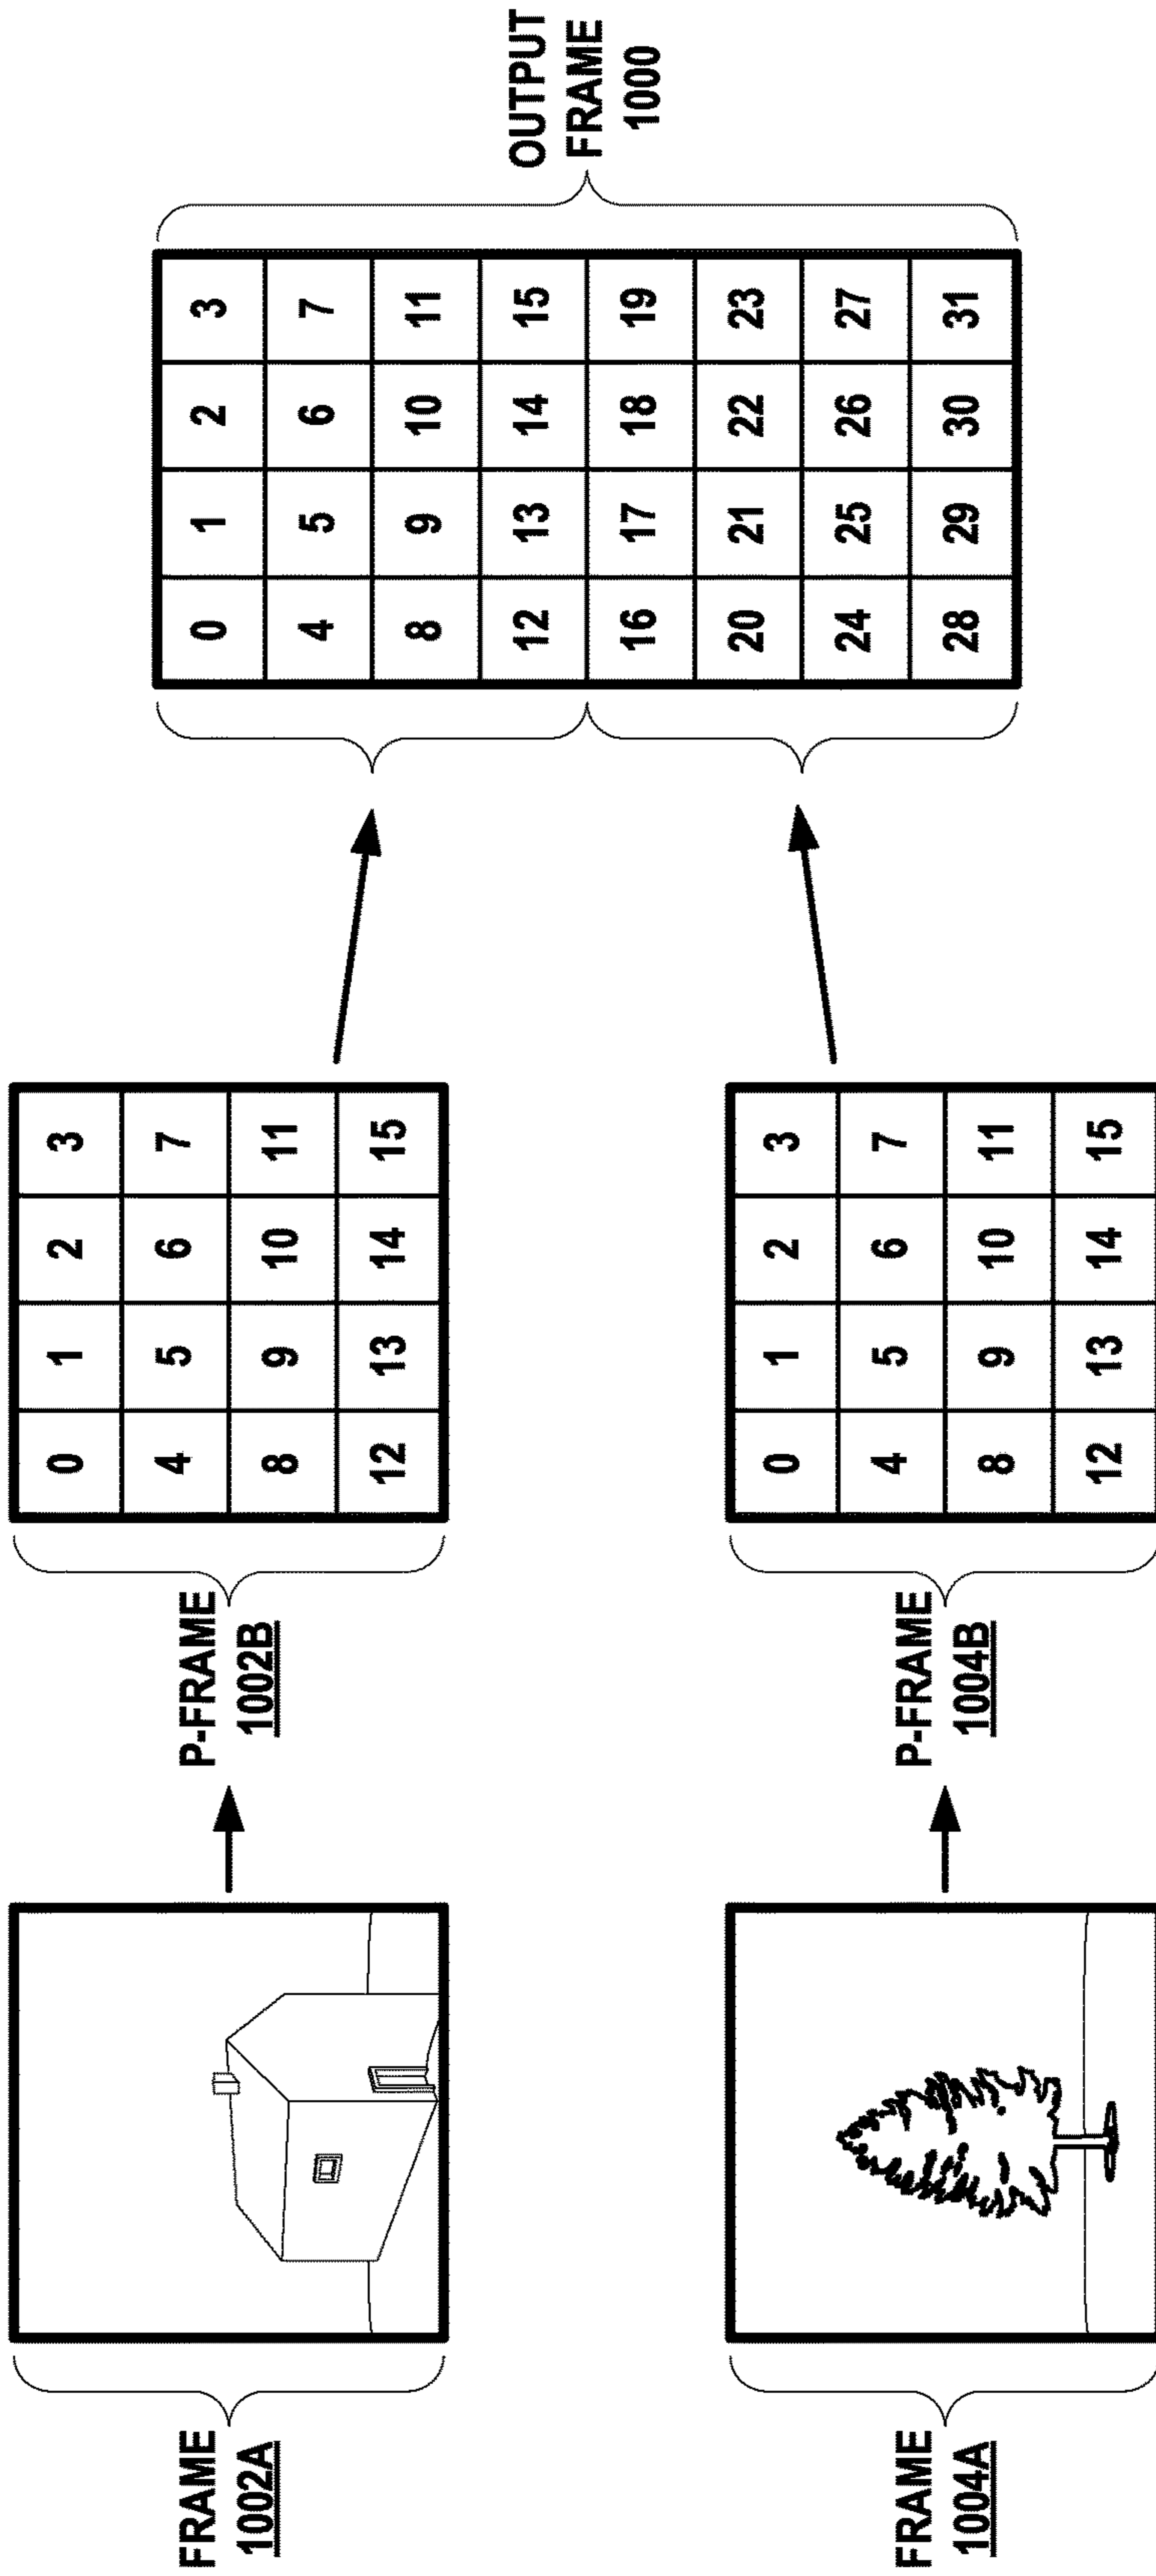 FRAME
1002A
P-FRAME
1002B
0 1 2 3
4 5 6 7
8 9 10 11
12 13 14 15
FRAME
1004A
P-FRAME
1004B
0 1 2 3
4 5 6 7
8 9 10 11
12 13 14 15
0 1 2 3
4 5 6 7
8 9 10 11
12 13 14 15
16 17 18 19
20 21 22 23
24 25 26 27
28 29 30 31
OUTPUT
FRAME
1000